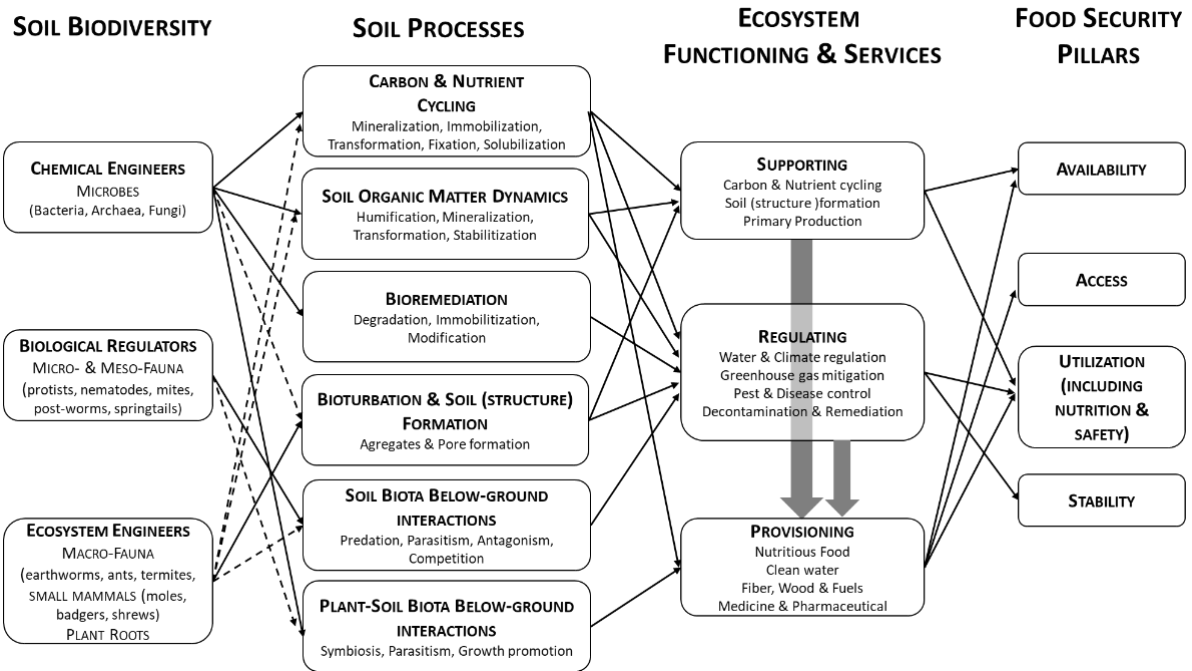 SOIL BIODIVERSITY
SOIL PROCESSES
ECOSYSTEM
FUNCTIONING & SERVICES
FOOD SECURITY
PILLARS
CHEMICAL ENGINEERS
MICROBES
(Bacteria, Archaea, Fungi)
BIOLOGICAL REGULATORS
MICRO- & MESO-FAUNA
(protists, nematodes, mites,
post-worms, springtails)
ECOSYSTEM ENGINEERS
MACRO-FAUNA
(earthworms, ants, termites,
SMALL MAMMALS (moles,
badgers, shrews)
PLANT ROOTS
CARBON & NUTRIENT
CYCLING
Mineralization, Immobilization,
Transformation, Fixation, Solubilization
SOIL ORGANIC MATTER DYNAMICS
Humification, Mineralization,
Transformation, Stabilitization
BIOREMEDIATION
Degradation, Immobilitization,
Modification
BIOTURBATION & SOIL (STRUCTURE)
FORMATION
Agregates & Pore formation
SOIL BIOTA BELOW-GROUND
INTERACTIONS
Predation, Parasitism, Antagonism,
Competition
PLANT-SOIL BIOTA BELOW-GROUND
INTERACTIONS
Symbiosis, Parasitism, Growth promotion
SUPPORTING
Carbon & Nutrient cycling
Soil (structure )formation
Primary Production
REGULATING
Water & Climate regulation
Greenhouse gas mitigation
Pest & Disease control
Decontamination & Remediation
PROVISIONING
Nutritious Food
Clean water
Fiber, Wood & Fuels
Medicine & Pharmaceutical
AVAILABILITY
ACCESS
UTILIZATION
(INCLUDING
NUTRITION &
SAFETY)
STABILITY